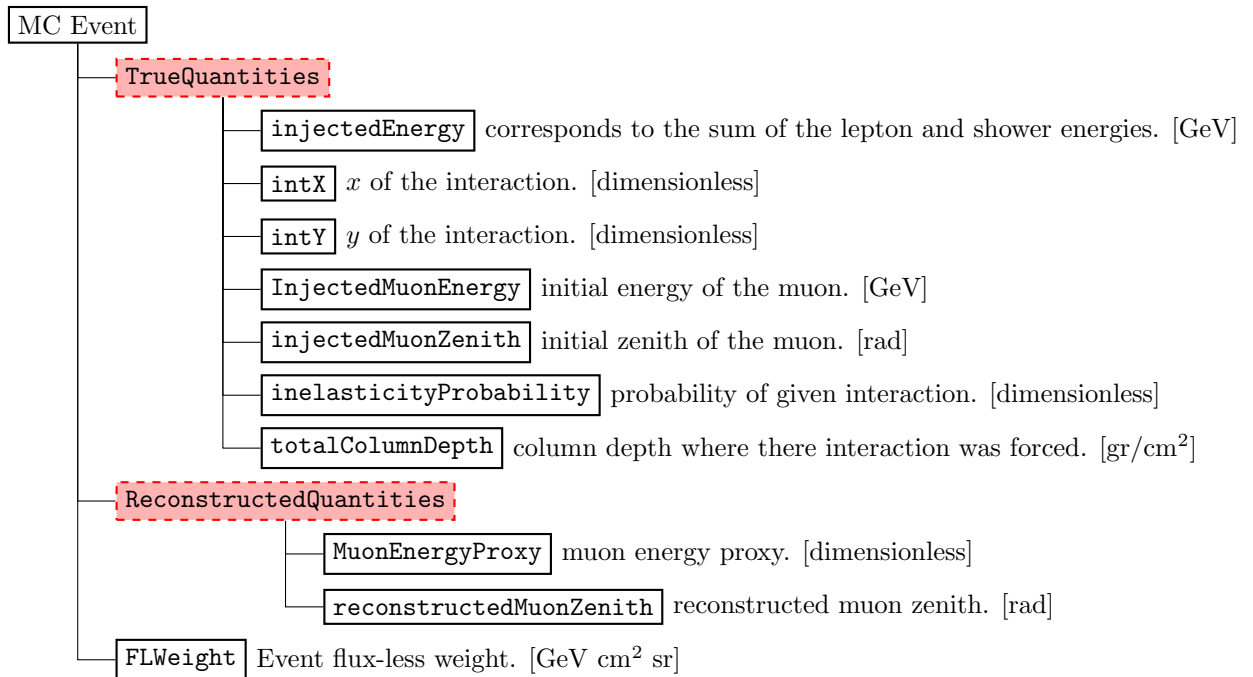 MC Event
TrueQuantities
injectedEnergy corresponds to the sum of the lepton and shower energies. [GeV]
intX x of the interaction. [dimensionless]
intY y of the interaction. [dimensionless]
InjectedMuonEnergy initial energy of the muon. [GeV]
injectedMuonZenith initial zenith of the muon. [rad]
inelasticityProbability probability of given interaction. [dimensionless]
totalColumnDepth column depth where there interaction was forced. [gr/cm²]
ReconstructedQuantities
MuonEnergyProxy muon energy proxy. [dimensionless]
reconstructedMuonZenith reconstructed muon zenith. [rad]
FLWeight Event flux-less weight. [GeV cm² sr]